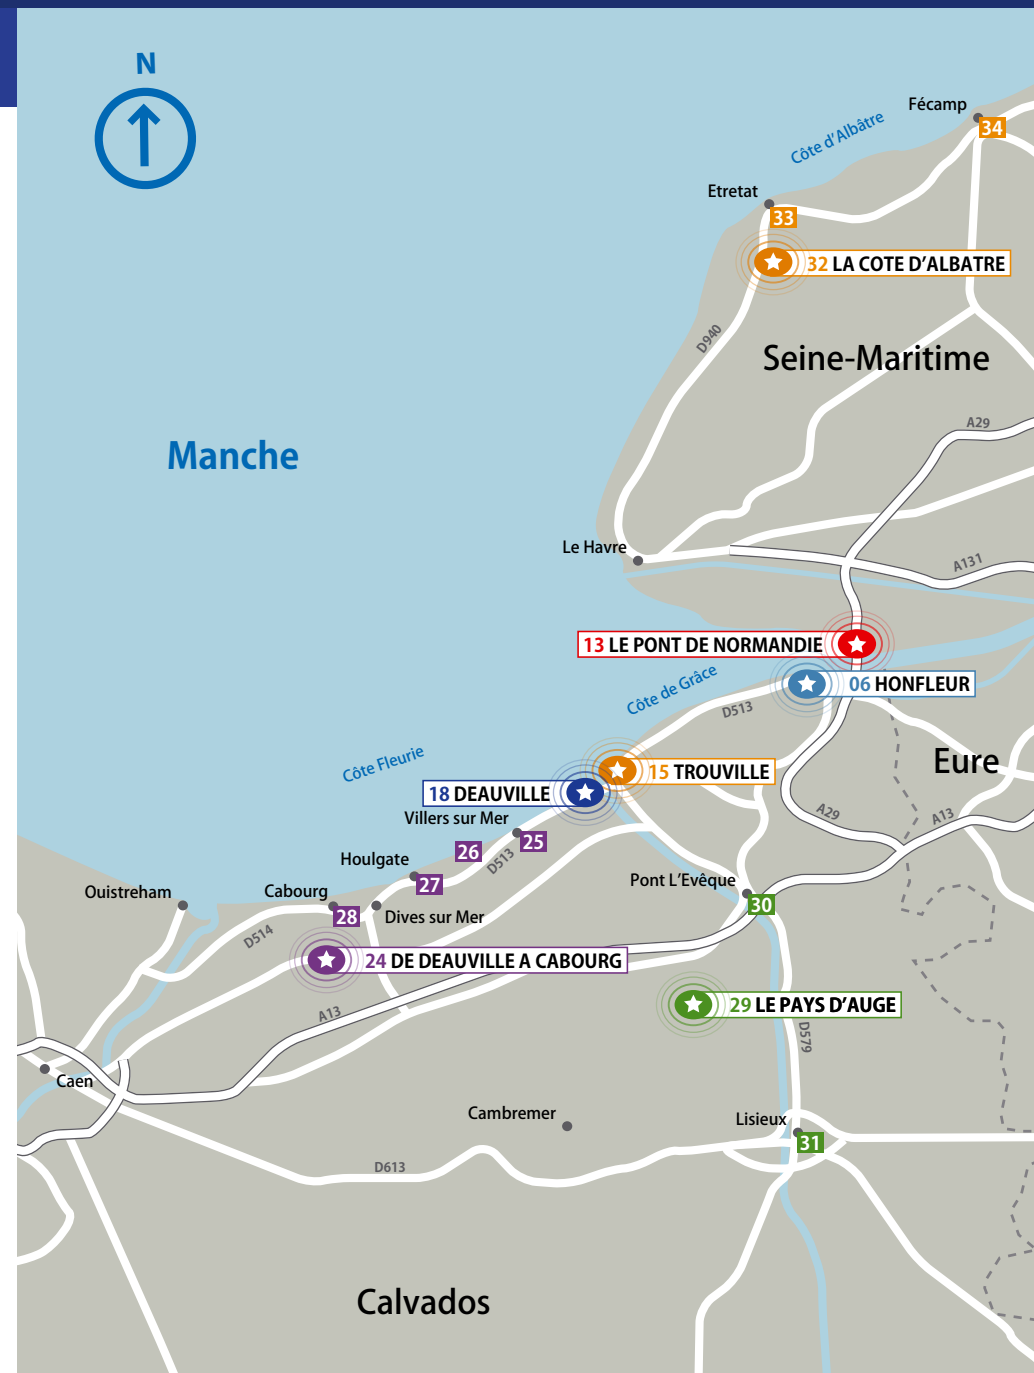 N
Fécamp
34
Côte d'Albâtre
Etretat
33
32 LA COTE D'ALBATRE
D940
Seine-Maritime
A29
Manche
Le Havre
A131
13 LE PONT DE NORMANDIE
06 HONFLEUR
Côte de Grâce
D513
Côte Fleurie
Eure
15 TROUVILLE
18 DEAUVILLE
A29
A13
Villers sur Mer
25
26
D513
Houlgate
27
Pont L'Evêque
30
Ouistreham
Cabourg
28
Dives sur Mer
D514
24 DE DEAUVILLE A CABOURG
29 LE PAYS D'AUGE
A13
D579
Caen
Cambremer
Lisieux
31
D613
Calvados